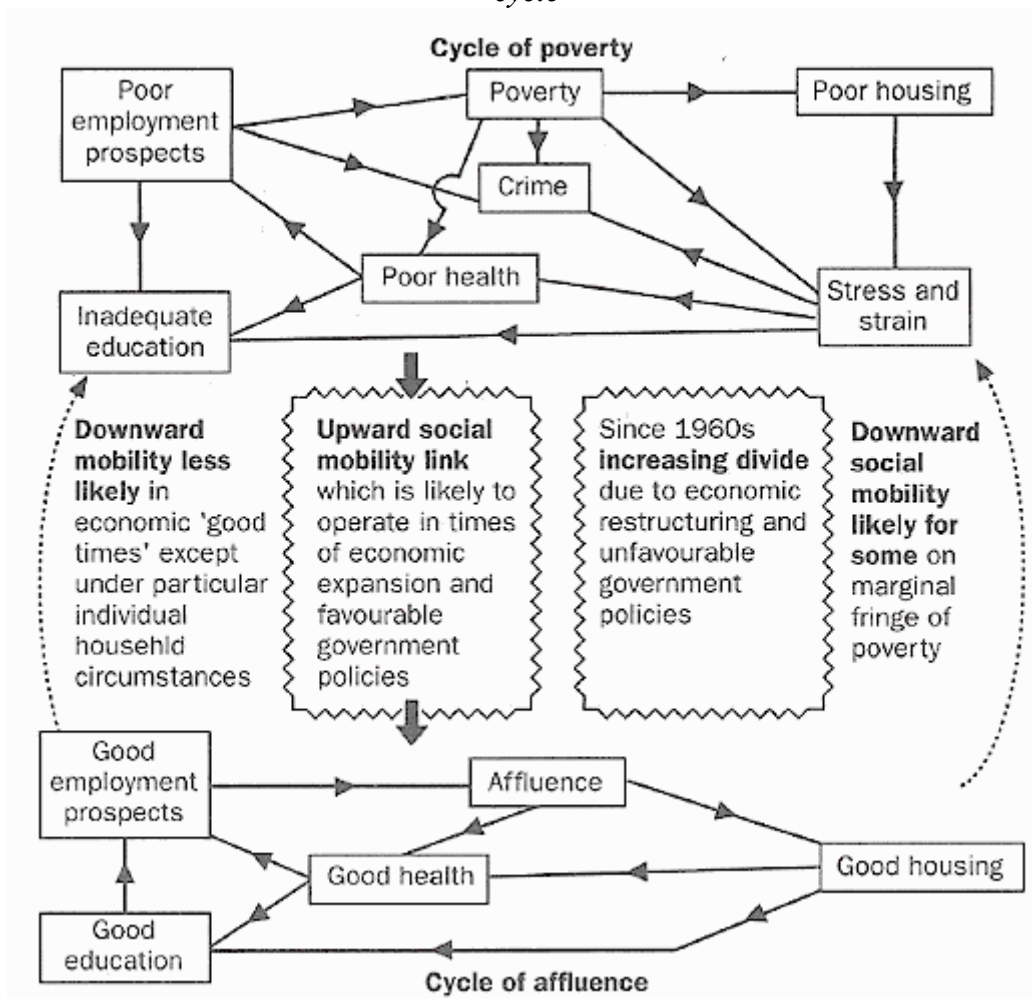 cycle
Cycle of poverty
Poor
employment
prospects
Poverty
Poor housing
Crime
Poor health
Inadequate
education
Stress and
strain
Downward
mobility less
likely in
economic 'good
times' except
under particular
individual
househld
circumstances
Upward social
mobility link
which is likely to
operate in times
of economic
expansion and
favourable
government
policies
Since 1960s
increasing divide
due to economic
restructuring and
unfavourable
government
policies
Downward
social
mobility
likely for
some on
marginal
fringe of
poverty
Good
employment
prospects
Affluence
Good health
Good housing
Good
education
Cycle of affluence